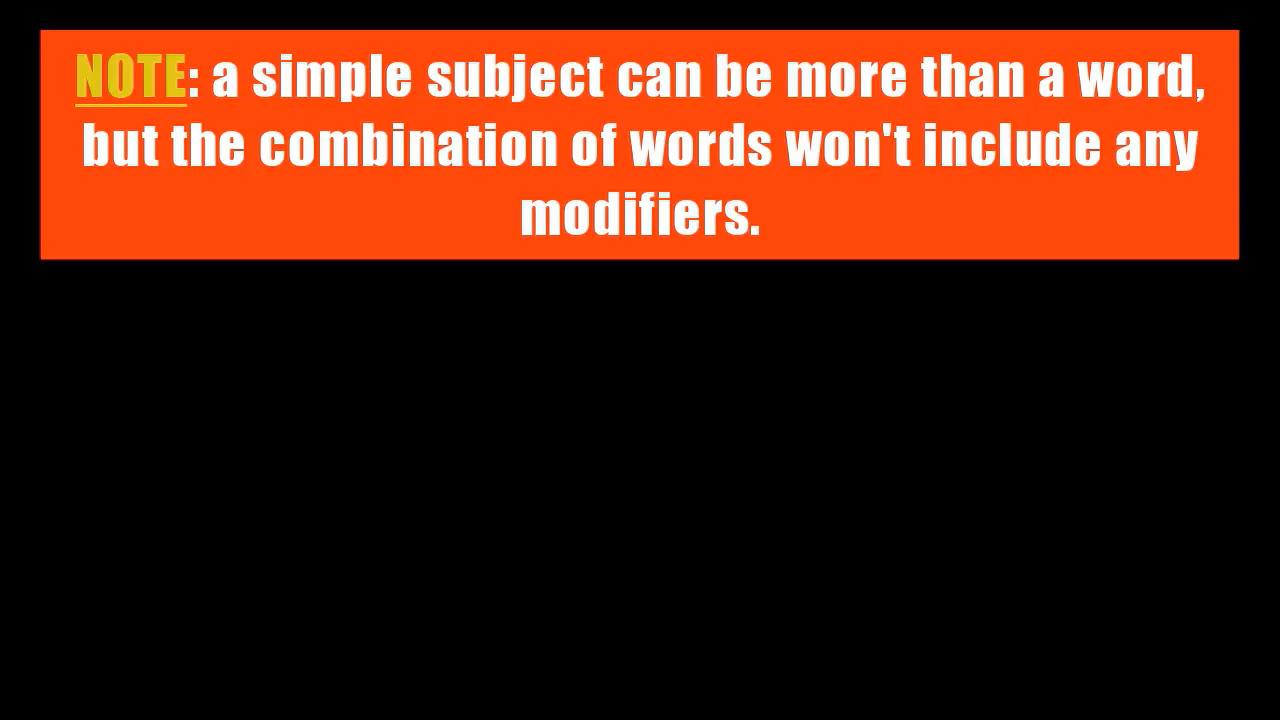 NOTE: a simple subject can be more than a word,
but the combination of words won't include any
modifiers.